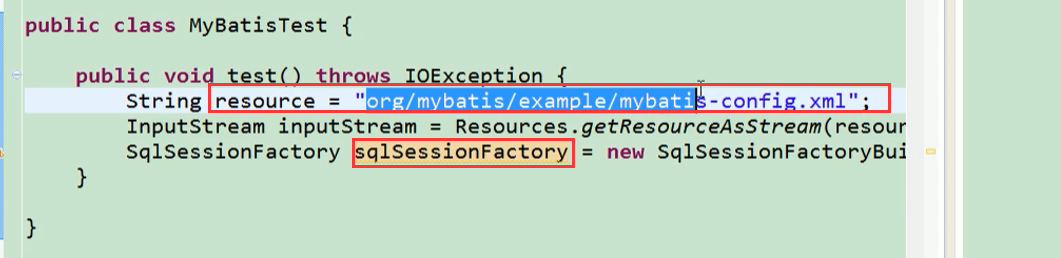 public class MyBatisTest {
public void test() throws IOException {
String resource = "org/mybatis/example/mybatis-config.xml";
InputStream inputStream = Resources.getResourceAsStream(resour
SqlSessionFactory sqlSessionFactory = new SqlSessionFactoryBui
}
}